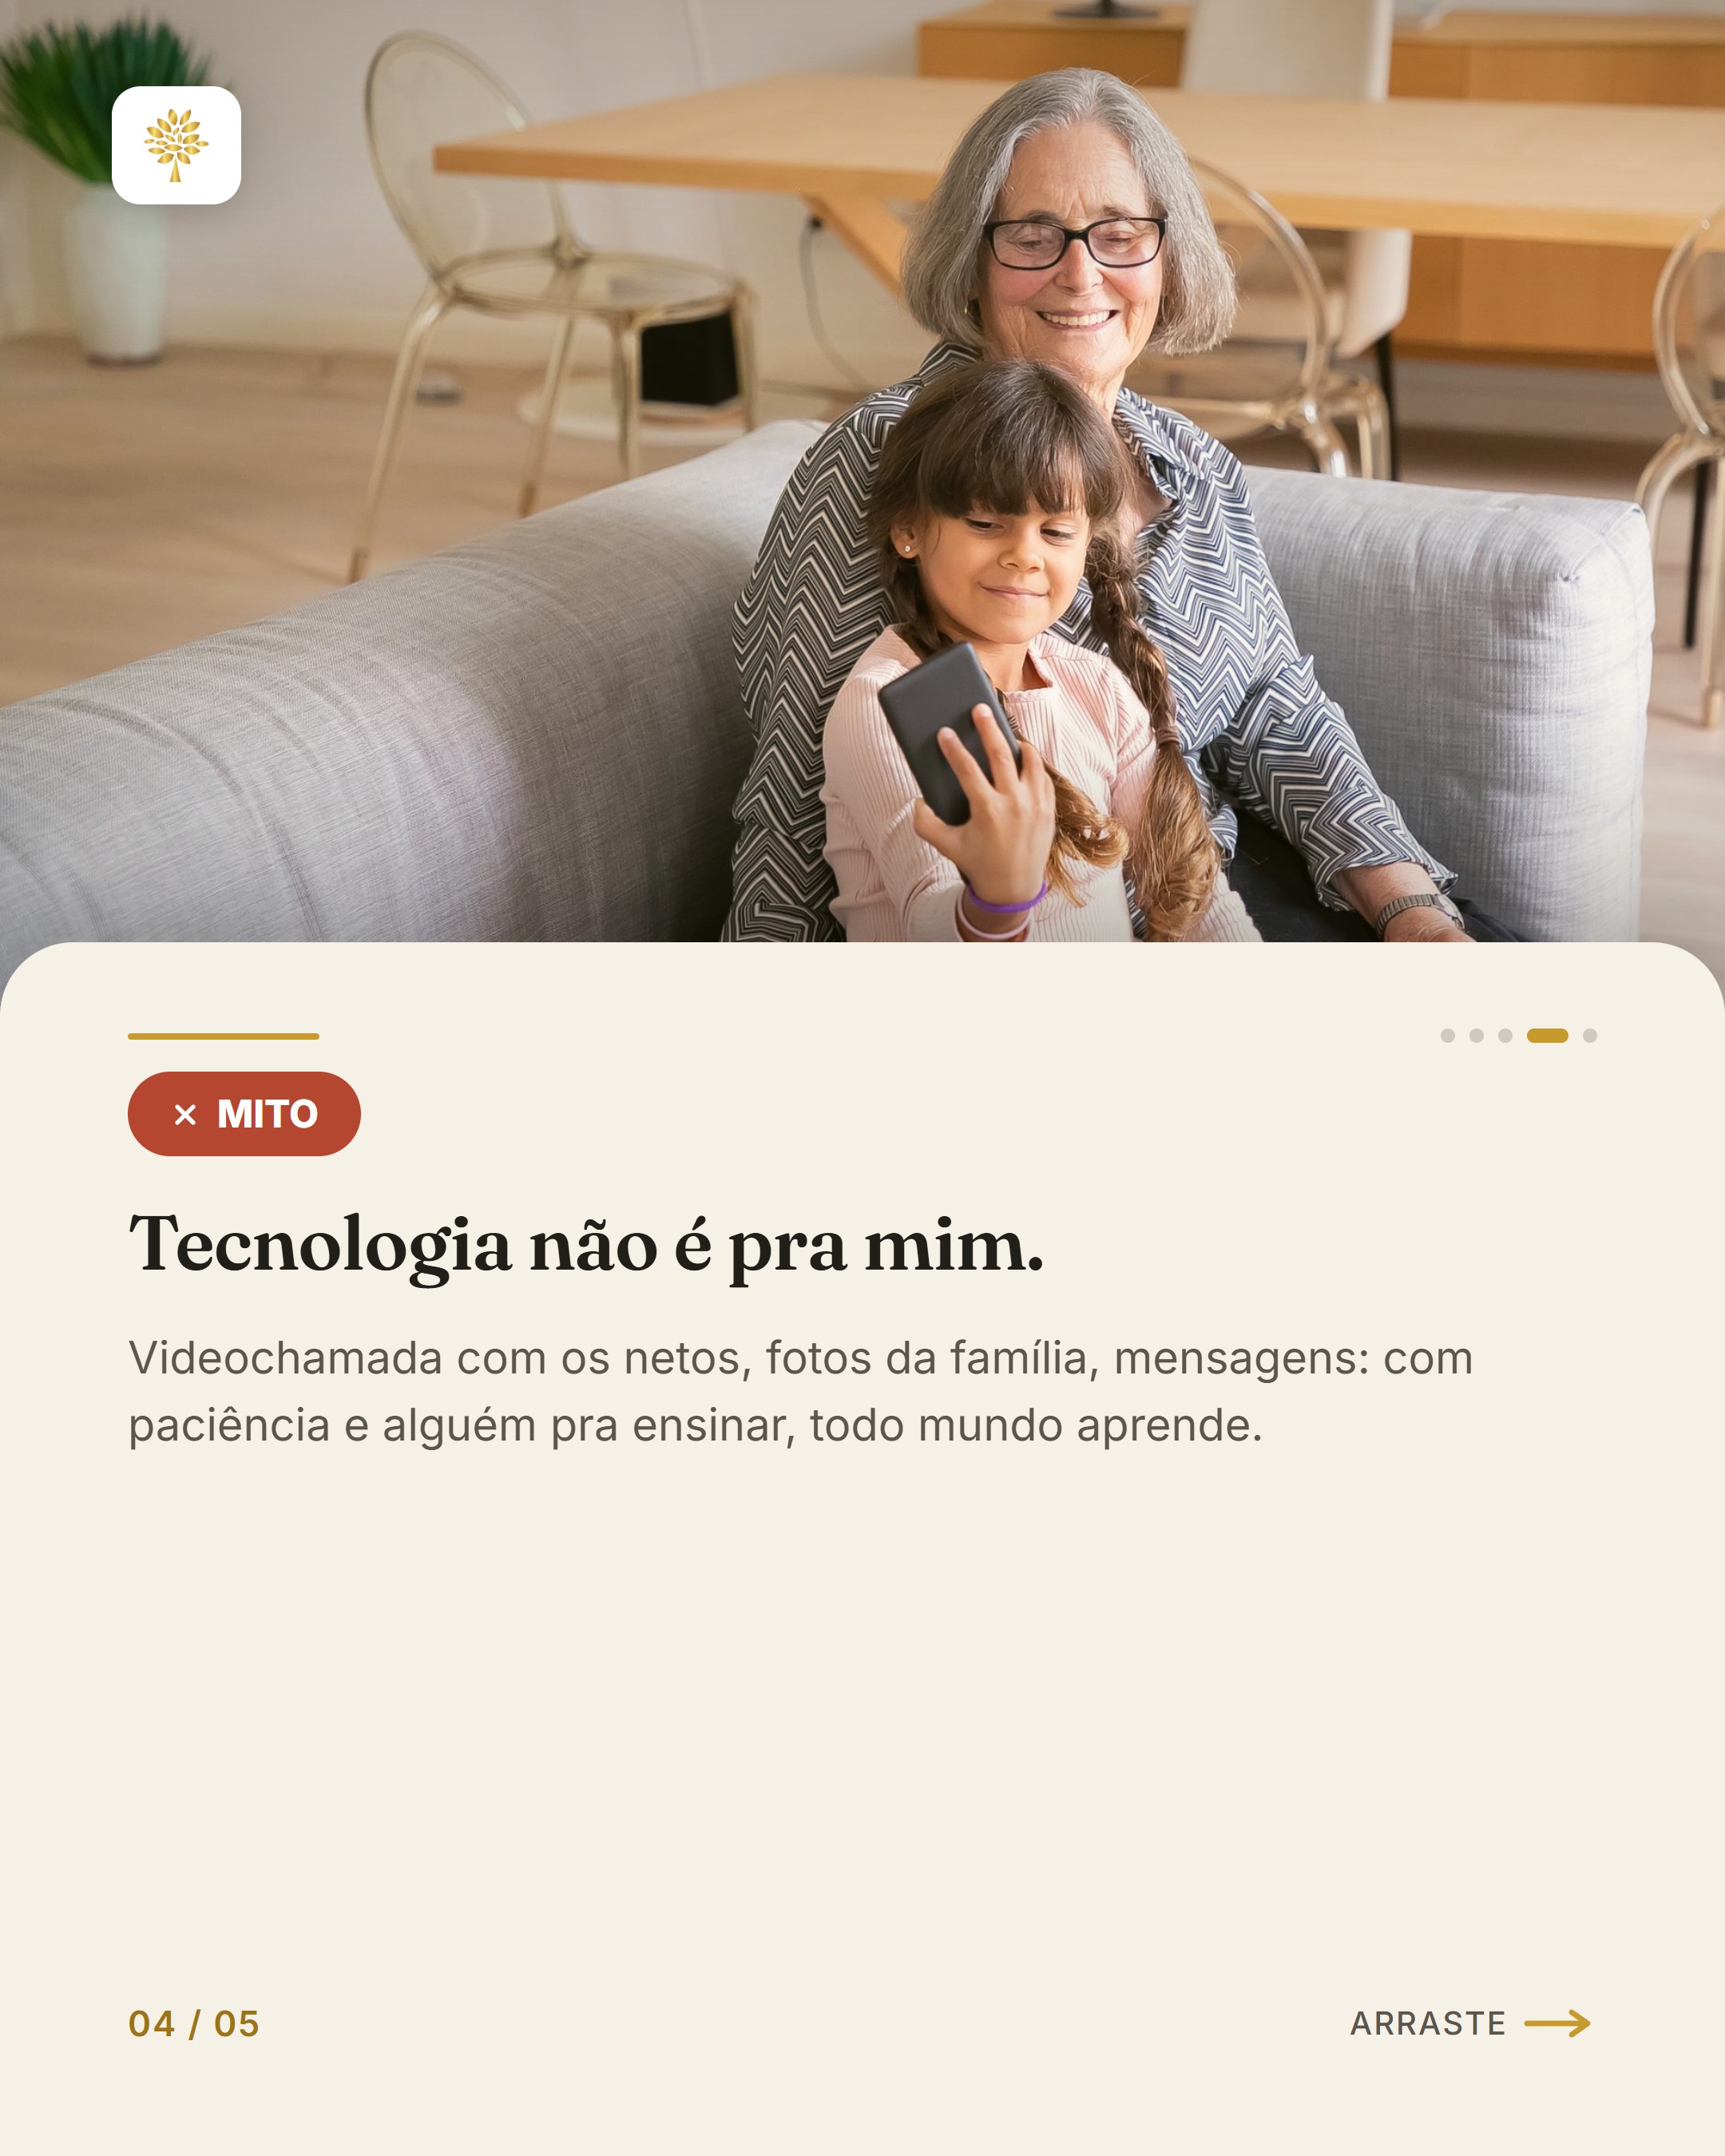 × MITO
Tecnologia não é pra mim.
Videochamada com os netos, fotos da família, mensagens: com
paciência e alguém pra ensinar, todo mundo aprende.
04 / 05
ARRASTE →